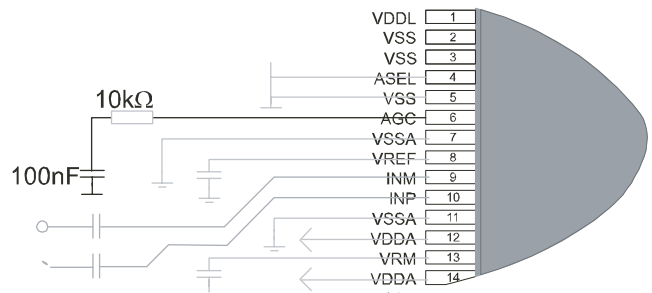 VDDL 1
VSS 2
VSS 3
ASEL 4
VSS 5
10kΩ
AGC 6
VSSA 7
VREF 8
100nF
INM 9
INP 10
VSSA 11
VDDA 12
VRM 13
VDDA 14